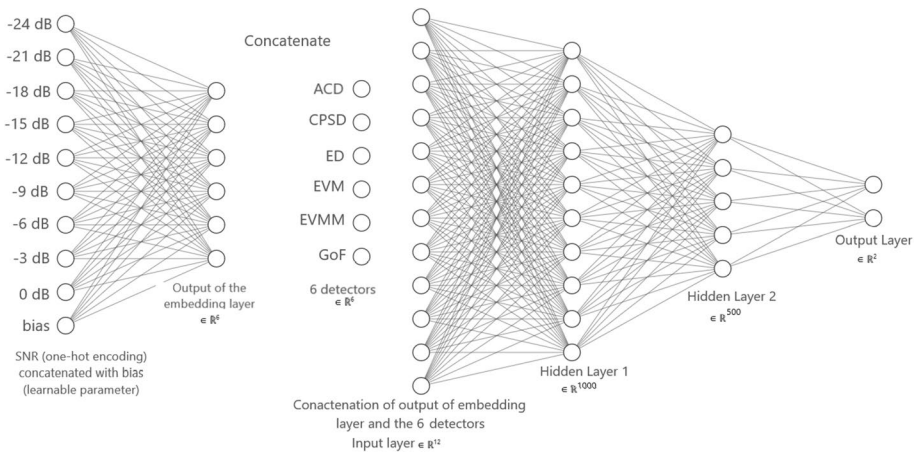 -24 dB
-21 dB
-18 dB
-15 dB
-12 dB
-9 dB
-6 dB
-3 dB
0 dB
bias
SNR (one-hot encoding)
concatenated with bias
(learnable parameter)
Output of the
embedding layer
∈ ℝ⁶
Concatenate
ACD
CPSD
ED
EVM
EVMM
GoF
6 detectors
∈ ℝ⁶
Conactenation of output of embedding
layer and the 6 detectors
Input layer ∈ ℝ¹²
Hidden Layer 1
∈ ℝ¹⁰⁰⁰
Hidden Layer 2
∈ ℝ⁵⁰⁰
Output Layer
∈ ℝ²